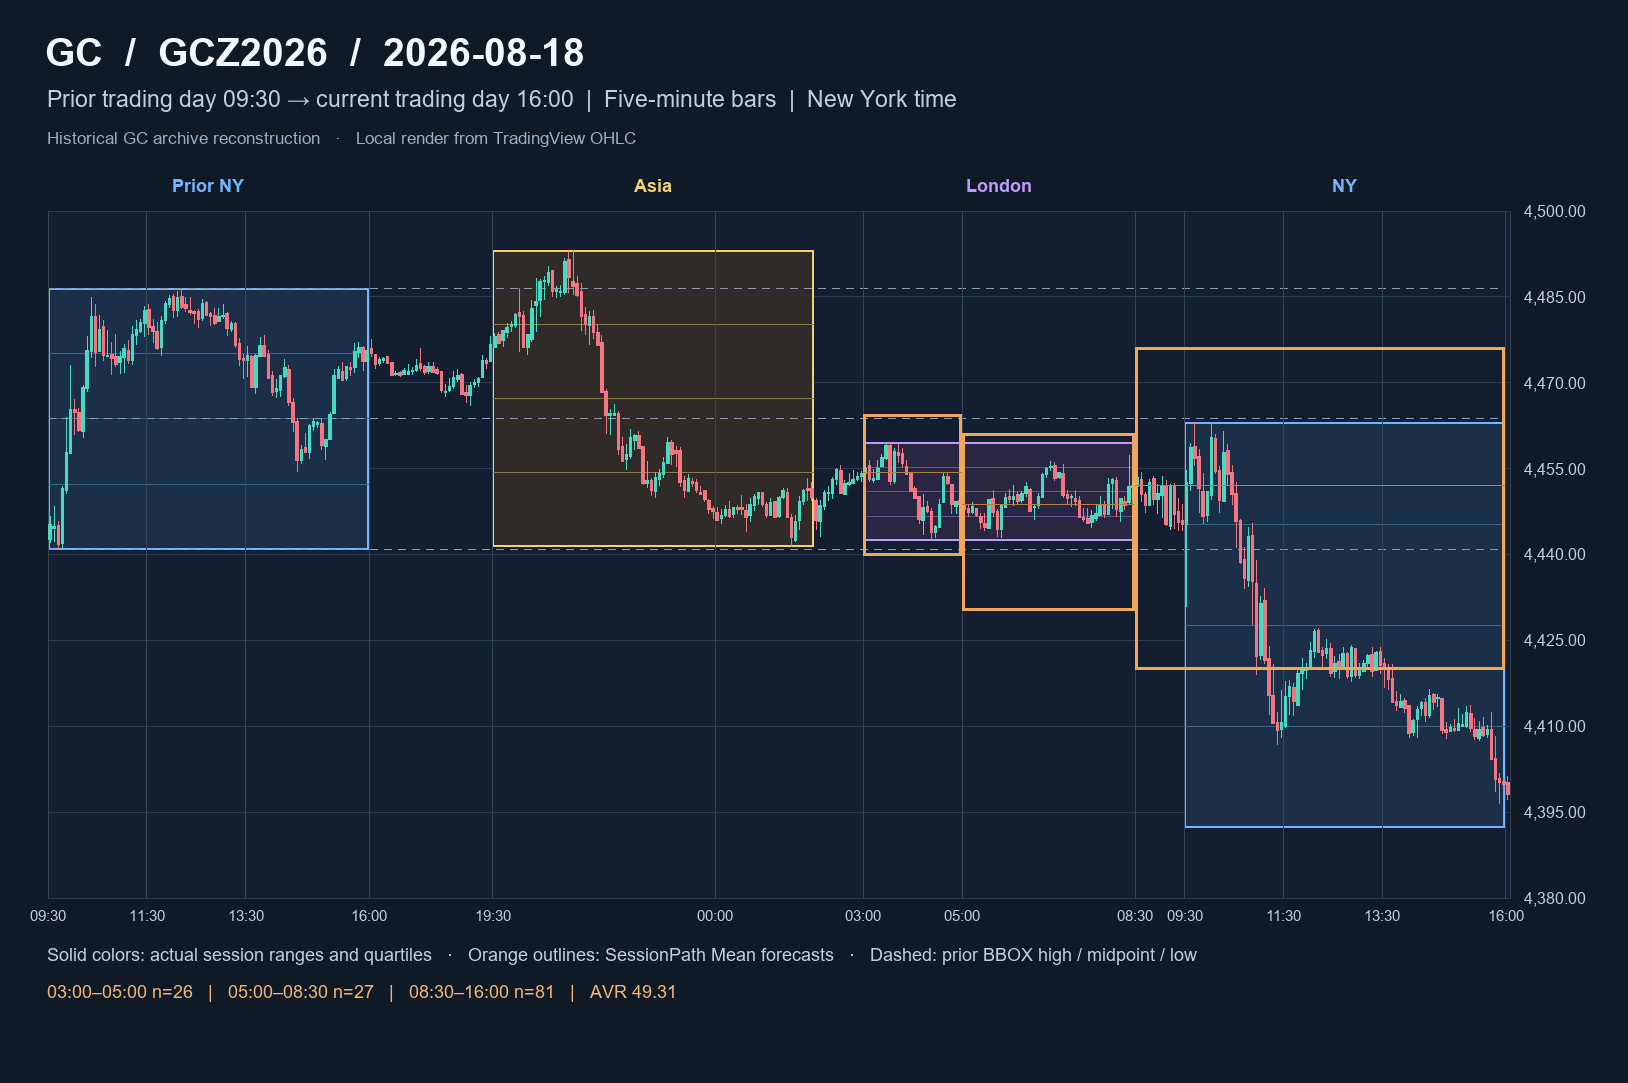 GC / GCZ2026 / 2026-08-18
Prior trading day 09:30 → current trading day 16:00 | Five-minute bars | New York time
Historical GC archive reconstruction · Local render from TradingView OHLC
Prior NY Asia London NY
4,500.00
4,485.00
4,470.00
4,455.00
4,440.00
4,425.00
4,410.00
4,395.00
4,380.00
09:30 11:30 13:30 16:00 19:30 00:00 03:00 05:00 08:30 09:30 11:30 13:30 16:00
Solid colors: actual session ranges and quartiles · Orange outlines: SessionPath Mean forecasts · Dashed: prior BBOX high / midpoint / low
03:00–05:00 n=26 | 05:00–08:30 n=27 | 08:30–16:00 n=81 | AVR 49.31